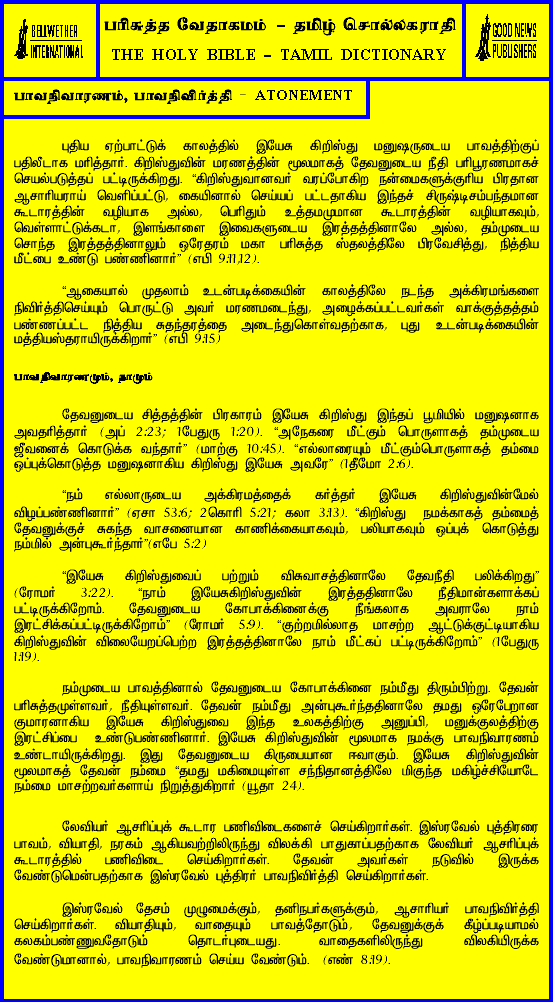 BELLWETHER
INTERNATIONAL
பரிசுத்த வேதாகமம் – தமிழ் சொல்லகராதி
THE HOLY BIBLE – TAMIL DICTIONARY
GOOD NEWS
PUBLISHERS
பாவநிவாரணம், பாவநிவிர்த்தி – ATONEMENT
புதிய ஏற்பாட்டுக் காலத்தில் இயேசு கிறிஸ்து மனுஷருடைய பாவத்திற்குப்
பதிலீடாக மரித்தார். கிறிஸ்துவின் மரணத்தின் மூலமாகத் தேவனுடைய நீதி பரிபூரணமாகச்
செயல்படுத்தப் பட்டிருக்கிறது. “கிறிஸ்துவானவர் வரப்போகிற நன்மைகளுக்குரிய பிரதான
ஆசாரியராய் வெளிப்பட்டு, கையினால் செய்யப் பட்டதாகிய இந்தச் சிருஷ்டிசம்பந்தமான
கூடாரத்தின் வழியாக அல்ல, பெரிதும் உத்தமமுமான கூடாரத்தின் வழியாகவும்,
வெள்ளாட்டுக்கடா, இளங்காளை இவைகளுடைய இரத்தத்தினாலே அல்ல, தம்முடைய
சொந்த இரத்தத்தினாலும் ஒரேதரம் மகா பரிசுத்த ஸ்தலத்திலே பிரவேசித்து, நித்திய
மீட்பை உண்டு பண்ணினார்” (எபி 9:11,12).
“ஆகையால் முதலாம் உடன்படிக்கையின் காலத்திலே நடந்த அக்கிரமங்களை
நிவிர்த்திசெய்யும் பொருட்டு அவர் மரணமடைந்து, அழைக்கப்பட்டவர்கள் வாக்குத்தத்தம்
பண்ணப்பட்ட நித்திய சுதந்தரத்தை அடைந்துகொள்வதற்காக, புது உடன்படிக்கையின்
மத்தியஸ்தராயிருக்கிறார்” (எபி 9:15)
பாவநிவாரணமும், நாமும்
தேவனுடைய சித்தத்தின் பிரகாரம் இயேசு கிறிஸ்து இந்தப் பூமியில் மனுஷனாக
அவதரித்தார் (அப் 2:23; 1பேதுரு 1:20). “அநேகரை மீட்கும் பொருளாகத் தம்முடைய
ஜீவனைக் கொடுக்க வந்தார்” (மாற்கு 10:45). “எல்லாரையும் மீட்கும்பொருளாகத் தம்மை
ஒப்புக்கொடுத்த மனுஷனாகிய கிறிஸ்து இயேசு அவரே” (1தீமோ 2:6).
“நம் எல்லாருடைய அக்கிரமத்தைக் கர்த்தர் இயேசு கிறிஸ்துவின்மேல்
விழப்பண்ணினார்” (ஏசா 53:6; 2கொரி 5:21; கலா 3:13). “கிறிஸ்து நமக்காகத் தம்மைத்
தேவனுக்குச் சுகந்த வாசனையான காணிக்கையாகவும், பலியாகவும் ஒப்புக் கொடுத்து
நம்மில் அன்புகூர்ந்தார்”(எபே 5:2)
“இயேசு கிறிஸ்துவைப் பற்றும் விசுவாசத்தினாலே தேவநீதி பலிக்கிறது”
(ரோமர் 3:22). “நாம் இயேசுகிறிஸ்துவின் இரத்ததினாலே நீதிமான்களாக்கப்
பட்டிருக்கிறோம். தேவனுடைய கோபாக்கினைக்கு நீங்கலாக அவராலே நாம்
இரட்சிக்கப்பட்டிருக்கிறோம்” (ரோமர் 5:9). “குற்றமில்லாத மாசற்ற ஆட்டுக்குட்டியாகிய
கிறிஸ்துவின் விலையேறப்பெற்ற இரத்தத்தினாலே நாம் மீட்கப் பட்டிருக்கிறோம்” (1பேதுரு
1:19).
நம்முடைய பாவத்தினால் தேவனுடைய கோபாக்கினை நம்மீது திரும்பிற்று. தேவன்
பரிசுத்தமுள்ளவர், நீதியுள்ளவர். தேவன் நம்மீது அன்புகூர்ந்ததினாலே தமது ஒரேபேறான
குமாரனாகிய இயேசு கிறிஸ்துவை இந்த உலகத்திற்கு அனுப்பி, மனுக்குலத்திற்கு
இரட்சிப்பை உண்டுபண்ணினார். இயேசு கிறிஸ்துவின் மூலமாக நமக்கு பாவநிவாரணம்
உண்டாயிருக்கிறது. இது தேவனுடைய கிருபையான ஈவாகும். இயேசு கிறிஸ்துவின்
மூலமாகத் தேவன் நம்மை “தமது மகிமையுள்ள சந்நிதானத்திலே மிகுந்த மகிழ்ச்சியோடே
நம்மை மாசற்றவர்களாய் நிறுத்துகிறார் (யூதா 24).
லேவியர் ஆசரிப்புக் கூடார பணிவிடைகளைச் செய்கிறார்கள். இஸ்ரவேல் புத்திரரை
பாவம், வியாதி, நரகம் ஆகியவற்றிலிருந்து விலக்கி பாதுகாப்பதற்காக லேவியர் ஆசரிப்புக்
கூடாரத்தில் பணிவிடை செய்கிறார்கள். தேவன் அவர்கள் நடுவில் இருக்க
வேண்டுமென்பதற்காக இஸ்ரவேல் புத்திரர் பாவநிவிர்த்தி செய்கிறார்கள்.
இஸ்ரவேல் தேசம் முழுமைக்கும், தனிநபர்களுக்கும், ஆசாரியர் பாவநிவிர்த்தி
செய்கிறார்கள். வியாதியும், வாதையும் பாவத்தோடும், தேவனுக்குக் கீழ்ப்படியாமல்
கலகம்பண்ணுவதோடும் தொடர்புடையது. வாதைகளிலிருந்து விலகியிருக்க
வேண்டுமானால், பாவநிவாரணம் செய்ய வேண்டும். (எண் 8:19).